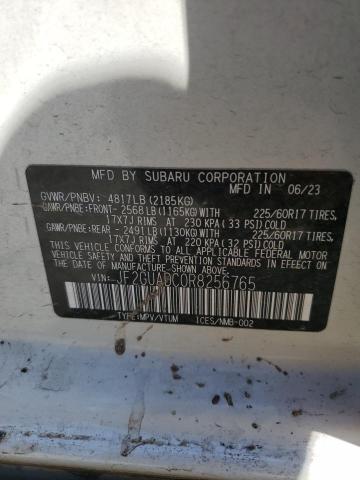 MFD BY SUBARU CORPORATION
GVWR/PNBV: 4817LB (2185KG) MFD IN 06/23
GAWR/PNBE:FRONT- 2568LB (1165KG)WITH 225/60R17 TIRES,
17X7J RIMS AT 230 KPA (33 PSI)COLD
GAWR/PNBE:REAR - 2491LB (1130KG)WITH 225/60R17 TIRES,
17X7J RIMS AT 220 KPA (32 PSI)COLD
THIS VEHICLE CONFORMS TO ALL APPLICABLE FEDERAL MOTOR
VEHICLE SAFETY AND THEFT PREVENTION STANDARDS IN
EFFECT ON THE DATE OF MANUFACTURE SHOWN ABOVE.
VIN: JF2GUADC0R8256765
TYPE:MPV/VTUM ICES/NMB-002